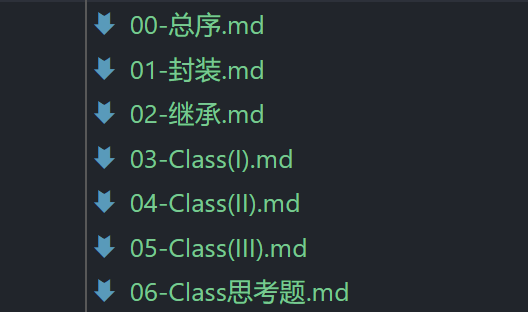 00-总序.md
01-封装.md
02-继承.md
03-Class(I).md
04-Class(II).md
05-Class(III).md
06-Class思考题.md